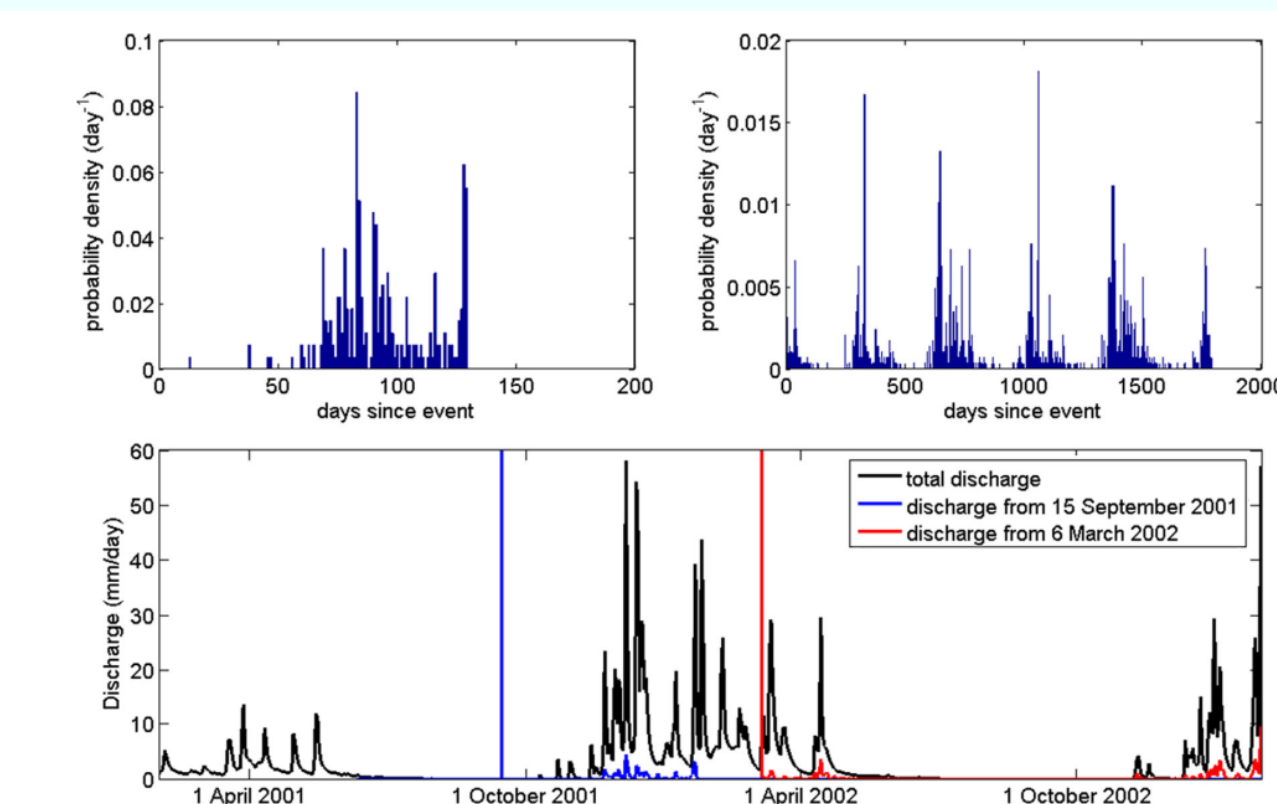 0.1
0.08
0.06
0.04
0.02
0
probability density (day-1)
0 50 100 150 200
days since event
0.02
0.015
0.01
0.005
0
probability density (day-1)
0 500 1000 1500 2000
days since event
60
50
40
30
20
10
0
Discharge (mm/day)
total discharge
discharge from 15 September 2001
discharge from 6 March 2002
1 April 2001 1 October 2001 1 April 2002 1 October 2002